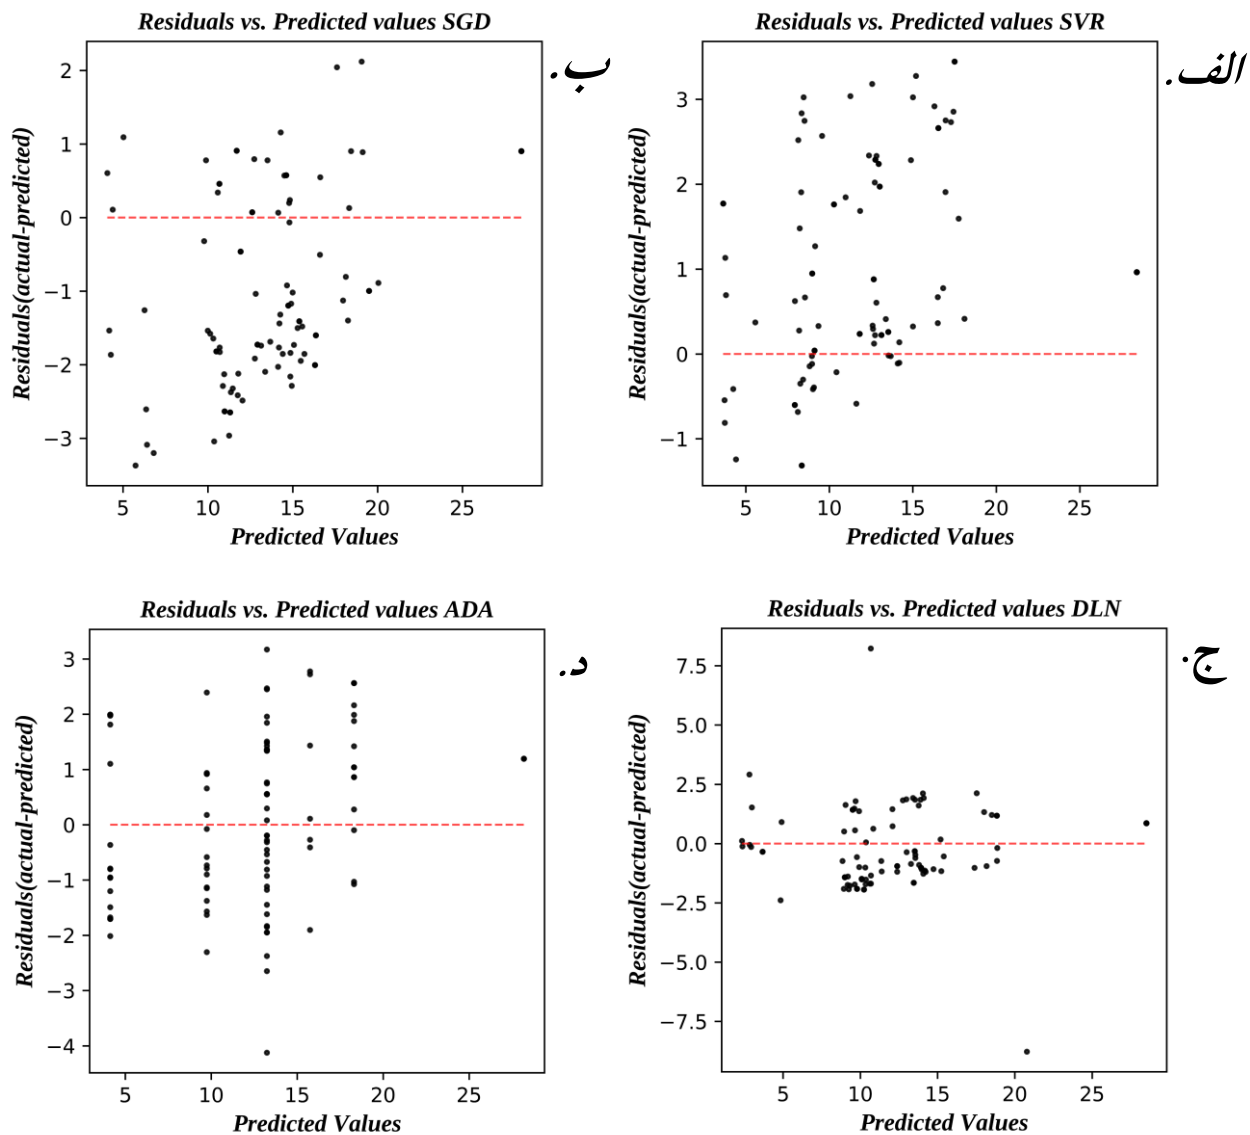 Residuals vs. Predicted values SGD
ب.
Residuals(actual-predicted)
2
1
0
−1
−2
−3
5
10
15
20
25
Predicted Values
Residuals vs. Predicted values SVR
الف.
Residuals(actual-predicted)
3
2
1
0
−1
5
10
15
20
25
Predicted Values
Residuals vs. Predicted values ADA
د.
Residuals(actual-predicted)
3
2
1
0
−1
−2
−3
−4
5
10
15
20
25
Predicted Values
Residuals vs. Predicted values DLN
ج.
Residuals(actual-predicted)
7.5
5.0
2.5
0.0
−2.5
−5.0
−7.5
5
10
15
20
25
Predicted Values